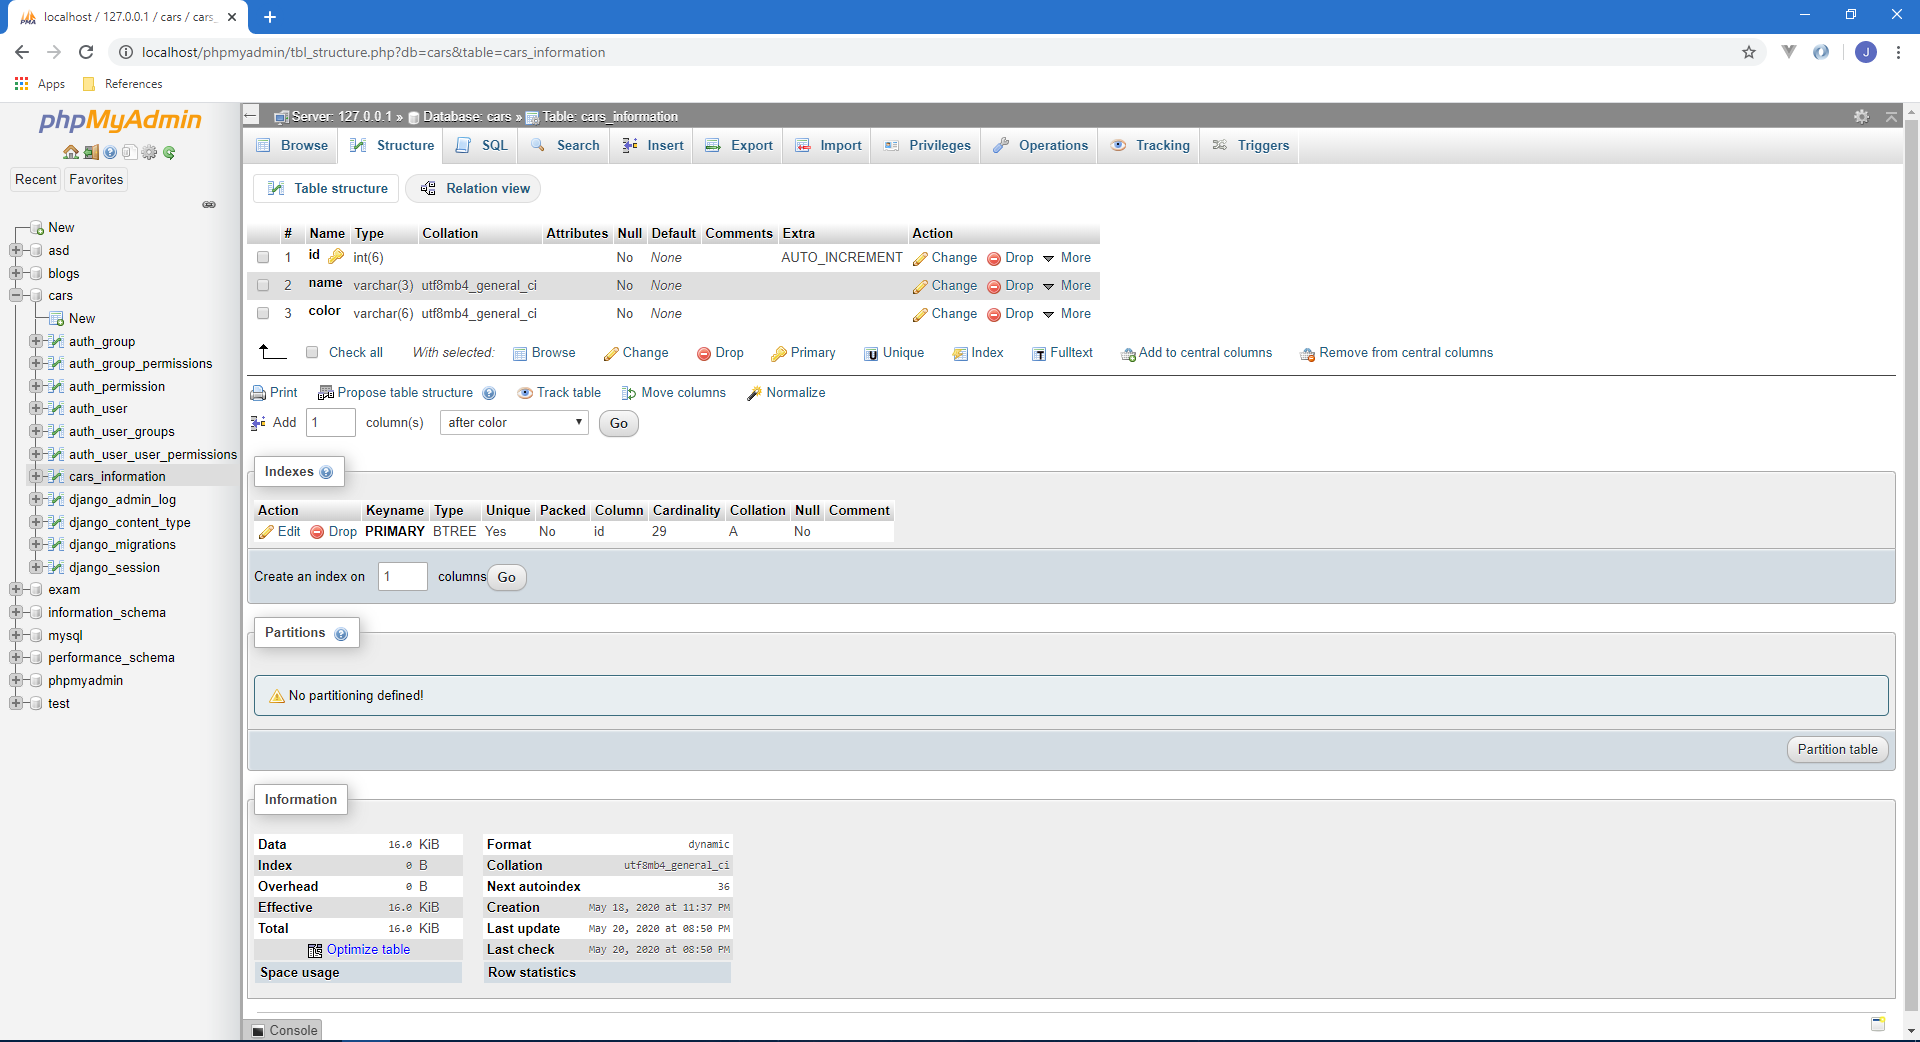 localhost / 127.0.0.1 / cars / cars_
localhost/phpmyadmin/tbl_structure.php?db=cars&table=cars_information
J
Apps References
phpMyAdmin
Recent Favorites
New
asd
blogs
cars
New
auth_group
auth_group_permissions
auth_permission
auth_user
auth_user_groups
auth_user_user_permissions
cars_information
django_admin_log
django_content_type
django_migrations
django_session
exam
information_schema
mysql
performance_schema
phpmyadmin
test
Server: 127.0.0.1 » Database: cars » Table: cars_information
Browse Structure SQL Search Insert Export Import Privileges Operations Tracking Triggers
Table structure Relation view
# Name Type Collation Attributes Null Default Comments Extra Action
1 id int(6) No None AUTO_INCREMENT Change Drop More
2 name varchar(3) utf8mb4_general_ci No None Change Drop More
3 color varchar(6) utf8mb4_general_ci No None Change Drop More
Check all With selected: Browse Change Drop Primary Unique Index Fulltext Add to central columns Remove from central columns
Print Propose table structure Track table Move columns Normalize
Add 1 column(s) after color Go
Indexes
Action Keyname Type Unique Packed Column Cardinality Collation Null Comment
Edit Drop PRIMARY BTREE Yes No id 29 A No
Create an index on 1 columns Go
Partitions
No partitioning defined!
Partition table
Information
Data 16.0 KiB
Index 0 B
Overhead 0 B
Effective 16.0 KiB
Total 16.0 KiB
Optimize table
Space usage
Format dynamic
Collation utf8mb4_general_ci
Next autoindex 36
Creation May 18, 2020 at 11:37 PM
Last update May 20, 2020 at 08:50 PM
Last check May 20, 2020 at 08:50 PM
Row statistics
Console